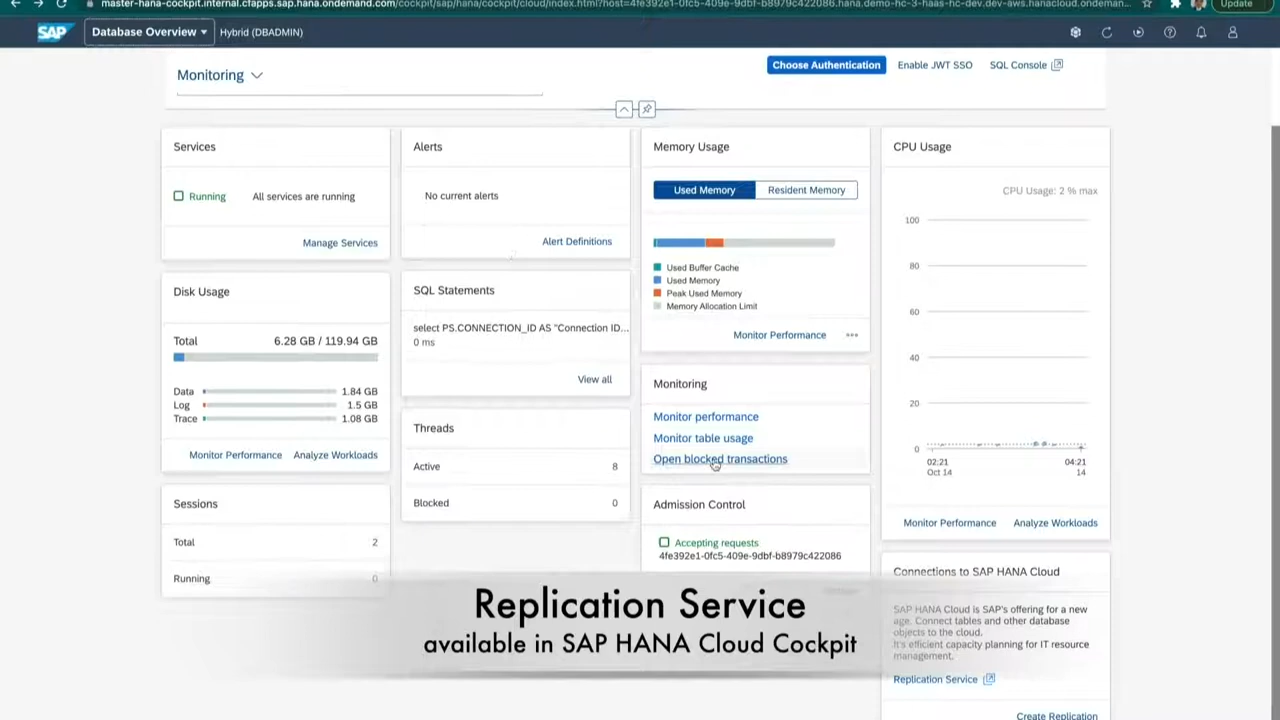 master-hana-cockpit.internal.cfapps.sap.hana.ondemand.com/cockpit/sap/hana/cockpit/cloud/index.html?host=4fe392e1-0fc5-409e-9dbf-b8979c422086.hana.demo-hc-3-haas-hc-dev.dev-aws.hanacloud.ondeman...
Update
SAP
Database Overview
Hybrid (DBADMIN)
Monitoring
Choose Authentication
Enable JWT SSO
SQL Console
Services
Running
All services are running
Manage Services
Alerts
No current alerts
Alert Definitions
Memory Usage
Used Memory
Resident Memory
Used Buffer Cache
Used Memory
Peak Used Memory
Memory Allocation Limit
Monitor Performance
CPU Usage
CPU Usage: 2 % max
100
80
60
40
20
0
02:21
Oct 14
04:21
14
Monitor Performance
Analyze Workloads
Disk Usage
Total 6.28 GB / 119.94 GB
Data 1.84 GB
Log 1.5 GB
Trace 1.08 GB
Monitor Performance
Analyze Workloads
SQL Statements
select PS.CONNECTION_ID AS "Connection ID...
0 ms
View all
Threads
Active 8
Blocked 0
Monitoring
Monitor performance
Monitor table usage
Open blocked transactions
Sessions
Total 2
Running 0
Admission Control
Accepting requests
4fe392e1-0fc5-409e-9dbf-b8979c422086
Connections to SAP HANA Cloud
SAP HANA Cloud is SAP's offering for a new
age. Connect tables and other database
objects to the cloud.
It's efficient capacity planning for IT resource
management.
Replication Service
Create Replication
Replication Service
available in SAP HANA Cloud Cockpit